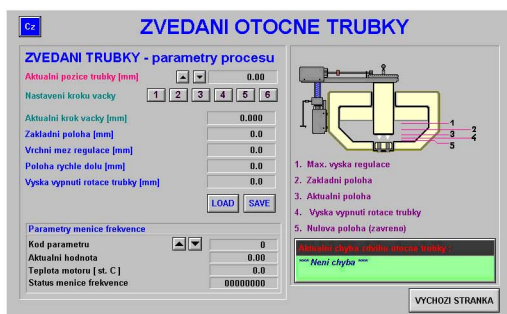 Cz
ZVEDANI OTOCNE TRUBKY
ZVEDANI TRUBKY - parametry procesu
Aktualni pozice trubky [mm] 0.00
Nastaveni kroku vacky 1 2 3 4 5 6
Aktualni krok vacky [mm] 0.000
Zakladni poloha [mm] 0.0
Vrchni mez regulace [mm] 0.0
Poloha rychle dolu [mm] 0.0
Vyska vypnuti rotace trubky [mm] 0.0
LOAD SAVE
Parametry menice frekvence
Kod parametru 0
Aktualni hodnota 0.00
Teplota motoru [ st. C ] 0.0
Status menice frekvence 00000000
1
2
3
4
5
1. Max. vyska regulace
2. Zakladni poloha
3. Aktualni poloha
4. Vyska vypnuti rotace trubky
5. Nulova poloha (zavreno)
Aktualni chyba zdvihu otocne trubky :
*** Neni chyba ***
VYCHOZI STRANKA